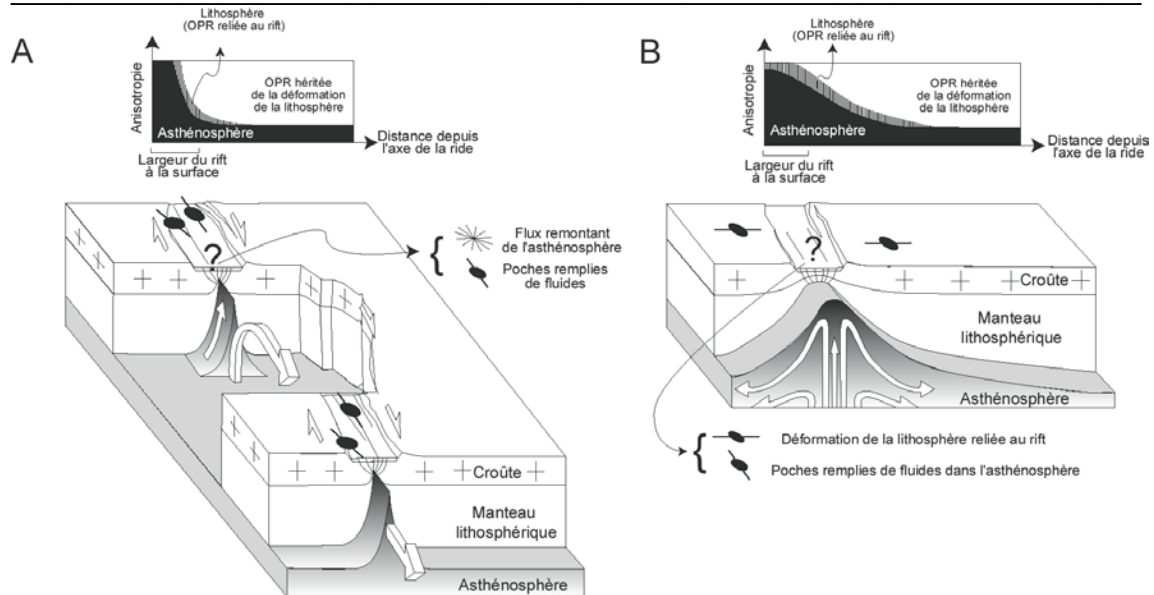 A
Lithosphère
(OPR reliée au rift)
Anisotropie
OPR héritée
de la déformation
de la lithosphère
Asthénosphère
Distance depuis
l'axe de la ride
Largeur du rift
à la surface
?
Flux remontant
de l'asthénosphère
Poches remplies
de fluides
Croûte
Manteau
lithosphérique
Asthénosphère
B
Lithosphère
(OPR reliée au rift)
Anisotropie
OPR héritée
de la déformation
de la lithosphère
Asthénosphère
Distance depuis
l'axe de la ride
Largeur du rift
à la surface
?
Croûte
Manteau
lithosphérique
Asthénosphère
Déformation de la lithosphère reliée au rift
Poches remplies de fluides dans l'asthénosphère